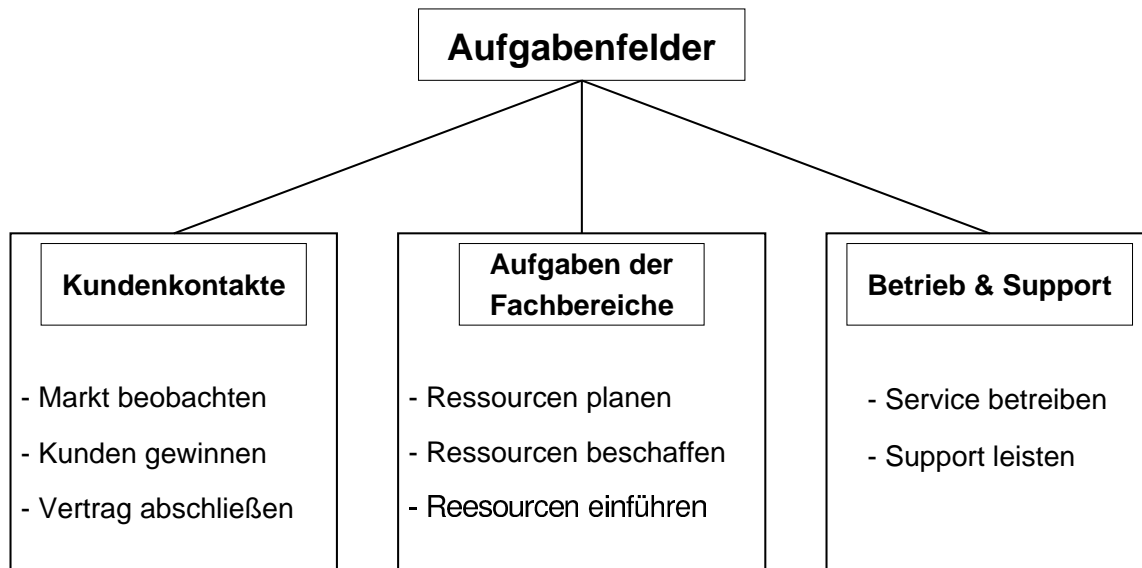 Aufgabenfelder
Kundenkontakte
- Markt beobachten
- Kunden gewinnen
- Vertrag abschließen
Aufgaben der
Fachbereiche
- Ressourcen planen
- Ressourcen beschaffen
- Reesourcen einführen
Betrieb & Support
- Service betreiben
- Support leisten